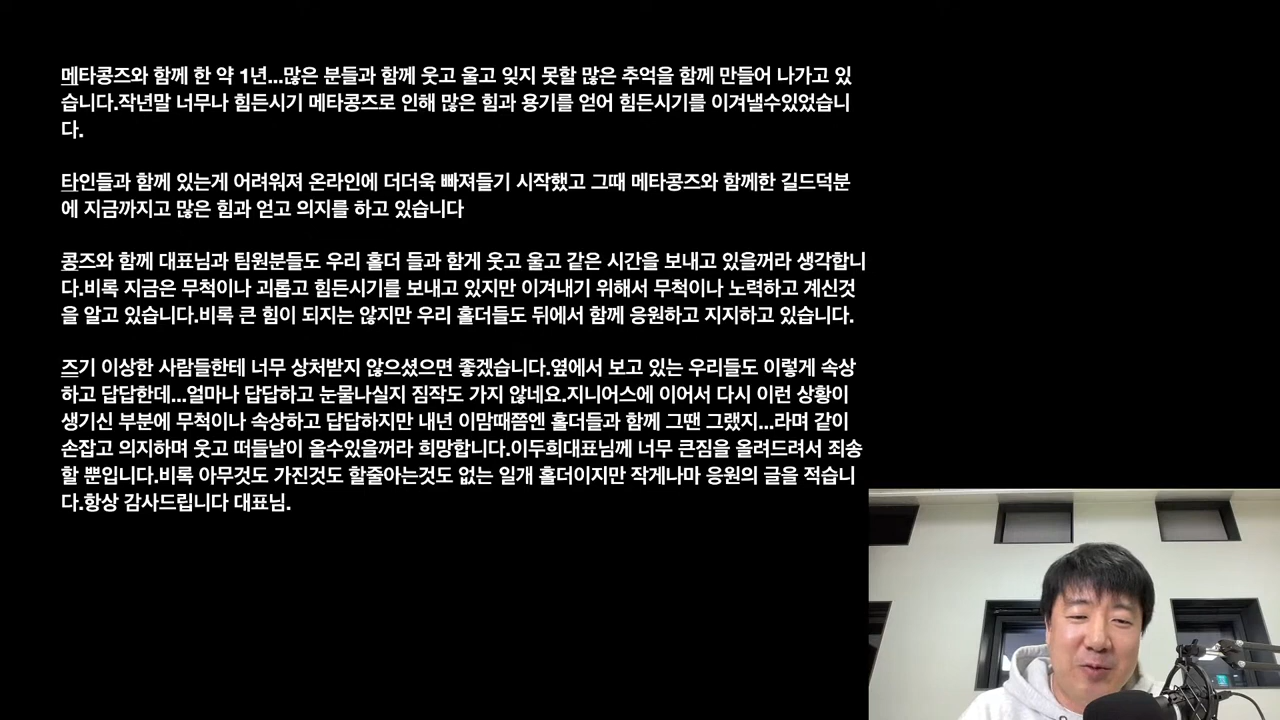 메타콩즈와 함께 한 약 1년...많은 분들과 함께 웃고 울고 잊지 못할 많은 추억을 함께 만들어 나가고 있
습니다.작년말 너무나 힘든시기 메타콩즈로 인해 많은 힘과 용기를 얻어 힘든시기를 이겨낼수있었습니
다.
타인들과 함께 있는게 어려워져 온라인에 더더욱 빠져들기 시작했고 그때 메타콩즈와 함께한 길드덕분
에 지금까지고 많은 힘과 얻고 의지를 하고 있습니다
콩즈와 함께 대표님과 팀원분들도 우리 홀더 들과 함게 웃고 울고 같은 시간을 보내고 있을꺼라 생각합니
다.비록 지금은 무척이나 괴롭고 힘든시기를 보내고 있지만 이겨내기 위해서 무척이나 노력하고 계신것
을 알고 있습니다.비록 큰 힘이 되지는 않지만 우리 홀더들도 뒤에서 함께 응원하고 지지하고 있습니다.
즈기 이상한 사람들한테 너무 상처받지 않으셨으면 좋겠습니다.옆에서 보고 있는 우리들도 이렇게 속상
하고 답답한데...얼마나 답답하고 눈물나실지 짐작도 가지 않네요.지니어스에 이어서 다시 이런 상황이
생기신 부분에 무척이나 속상하고 답답하지만 내년 이맘때쯤엔 홀더들과 함께 그땐 그랬지...라며 같이
손잡고 의지하며 웃고 떠들날이 올수있을꺼라 희망합니다.이두희대표님께 너무 큰짐을 올려드려서 죄송
할 뿐입니다.비록 아무것도 가진것도 할줄아는것도 없는 일개 홀더이지만 작게나마 응원의 글을 적습니
다.항상 감사드립니다 대표님.